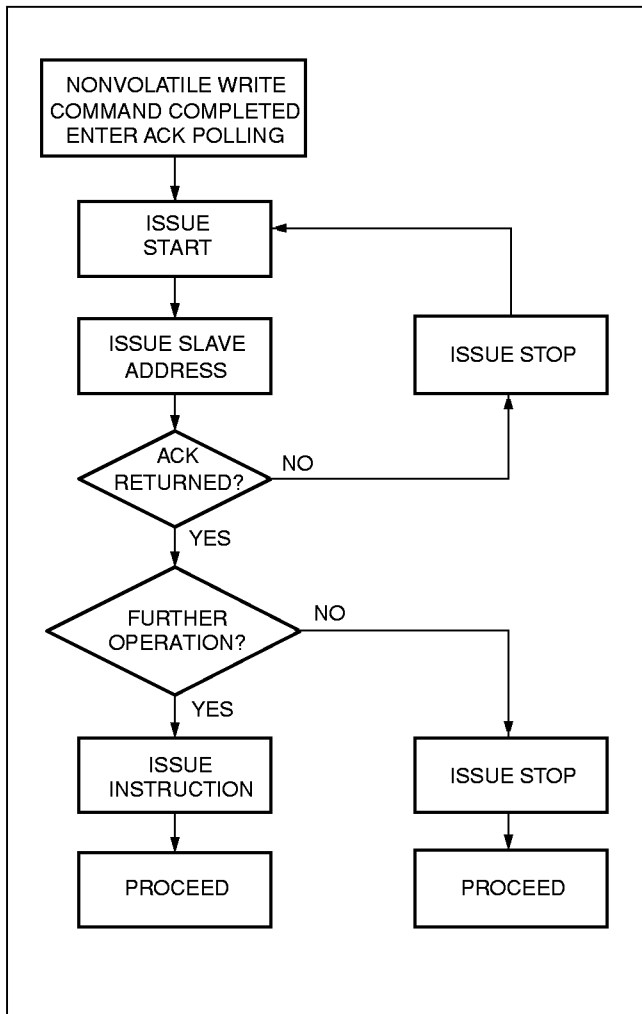 NONVOLATILE WRITE
COMMAND COMPLETED
ENTER ACK POLLING
ISSUE
START
ISSUE SLAVE
ADDRESS
ISSUE STOP
ACK
RETURNED?
NO
YES
FURTHER
OPERATION?
NO
YES
ISSUE
INSTRUCTION
ISSUE STOP
PROCEED
PROCEED